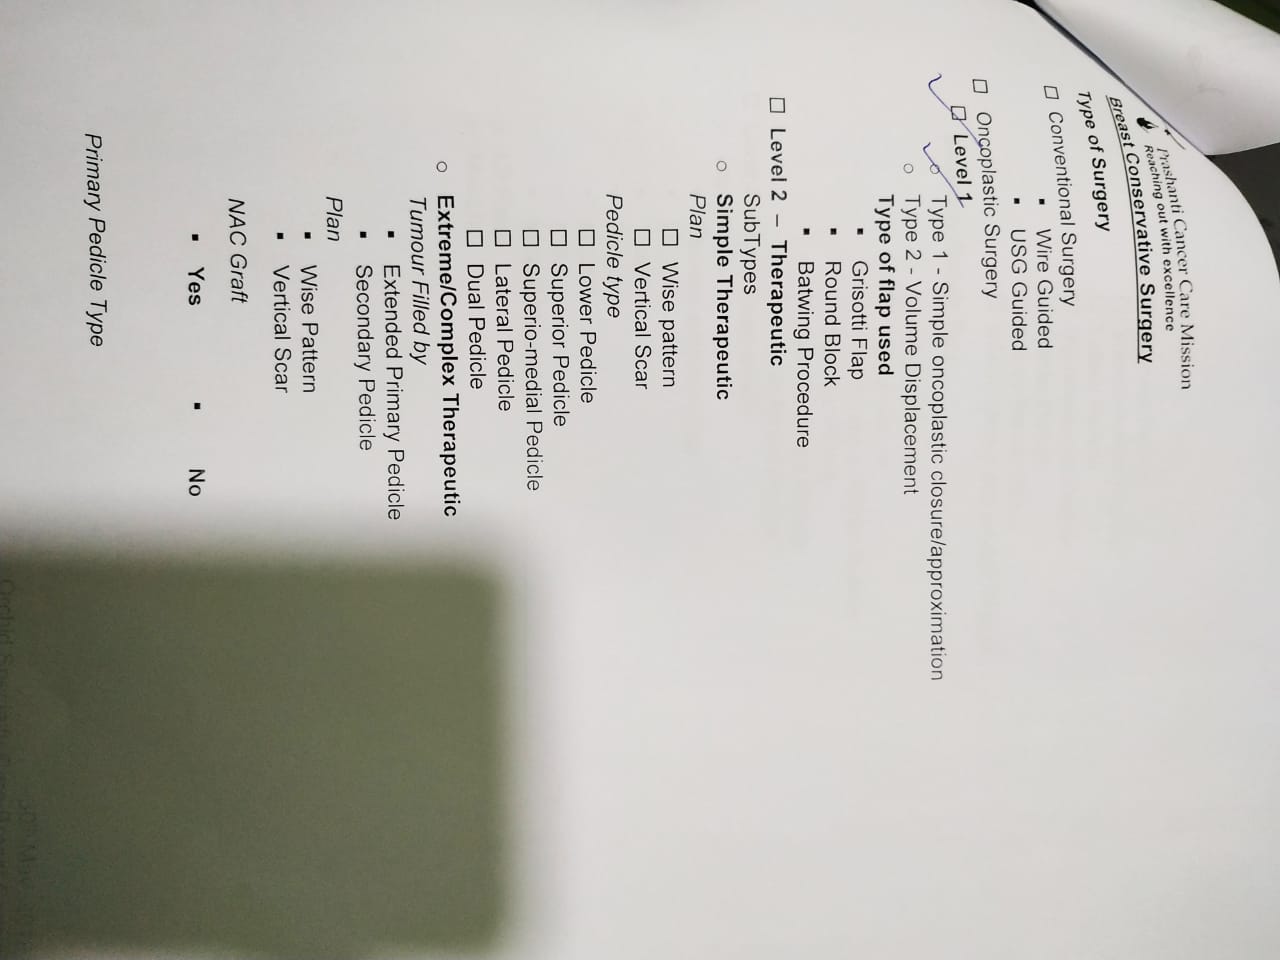 Prashanti Cancer Care Mission
Reaching out with excellence
Breast Conservative Surgery
Type of Surgery
☐ Conventional Surgery
▪ Wire Guided
▪ USG Guided
☐ Oncoplastic Surgery
☐ Level 1
○ Type 1 - Simple oncoplastic closure/approximation
○ Type 2 - Volume Displacement
Type of flap used
▪ Grisotti Flap
▪ Round Block
▪ Batwing Procedure
☐ Level 2 – Therapeutic
SubTypes
○ Simple Therapeutic
Plan
☐ Wise pattern
☐ Vertical Scar
Pedicle type
☐ Lower Pedicle
☐ Superior Pedicle
☐ Superio-medial Pedicle
☐ Lateral Pedicle
☐ Dual Pedicle
○ Extreme/Complex Therapeutic
Tumour Filled by
▪ Extended Primary Pedicle
▪ Secondary Pedicle
Plan
▪ Wise Pattern
▪ Vertical Scar
NAC Graft
▪ Yes ▪ No
Primary Pedicle Type